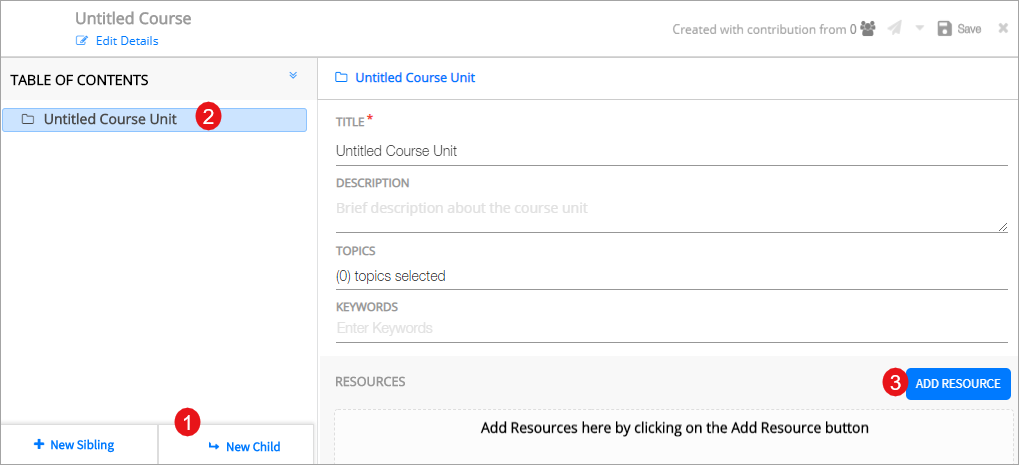 Untitled Course
Edit Details
Created with contribution from 0
Save
TABLE OF CONTENTS
Untitled Course Unit
2
Untitled Course Unit
TITLE*
Untitled Course Unit
DESCRIPTION
Brief description about the course unit
TOPICS
(0) topics selected
KEYWORDS
Enter Keywords
RESOURCES
3
ADD RESOURCE
Add Resources here by clicking on the Add Resource button
1
New Sibling
New Child